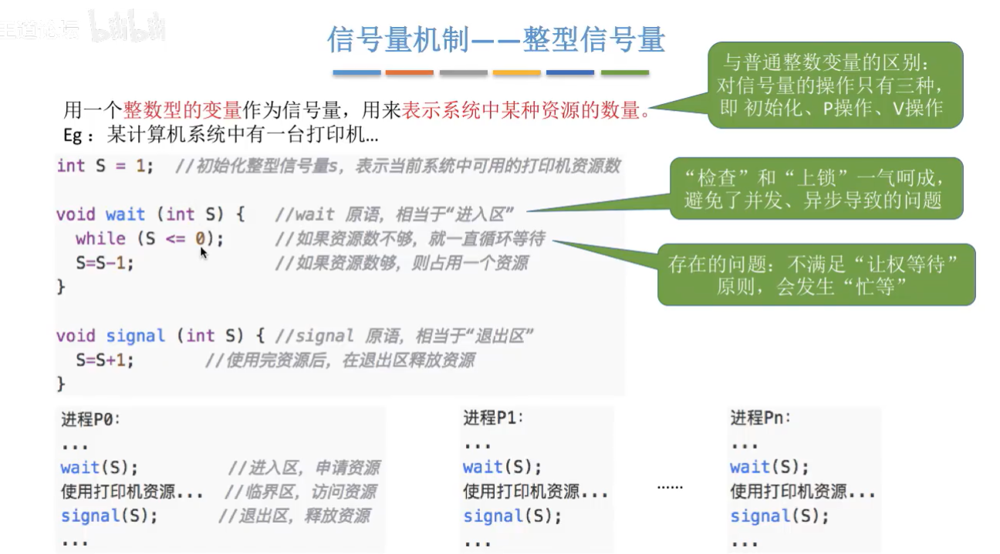 王道论坛 bilibili
信号量机制——整型信号量
与普通整数变量的区别：
对信号量的操作只有三种，
即 初始化、P操作、V操作
用一个整数型的变量作为信号量，用来表示系统中某种资源的数量。
Eg：某计算机系统中有一台打印机...
int S = 1;  //初始化整型信号量s，表示当前系统中可用的打印机资源数
“检查”和“上锁”一气呵成，
避免了并发、异步导致的问题
void wait (int S) {  //wait 原语，相当于“进入区”
while (S <= 0);  //如果资源数不够，就一直循环等待
S=S-1;  //如果资源数够，则占用一个资源
}
存在的问题：不满足“让权等待”
原则，会发生“忙等”
void signal (int S) { //signal 原语，相当于“退出区”
S=S+1;  //使用完资源后，在退出区释放资源
}
进程P0：
...
wait(S);  //进入区，申请资源
使用打印机资源...  //临界区，访问资源
signal(S);  //退出区，释放资源
...
进程P1：
...
wait(S);
使用打印机资源...
signal(S);
...
......
进程Pn：
...
wait(S);
使用打印机资源...
signal(S);
...